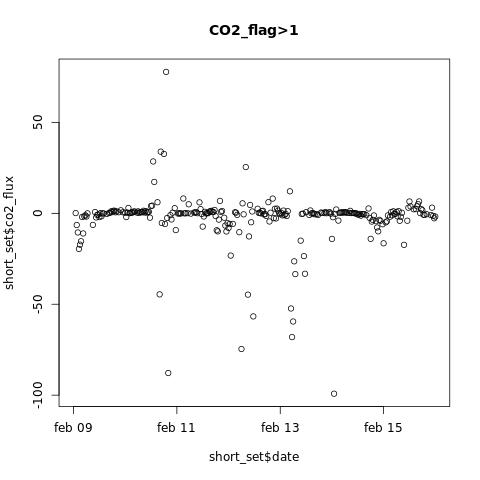 CO2_flag>1
short_set$co2_flux
50
0
-50
-100
feb 09 feb 11 feb 13 feb 15
short_set$date